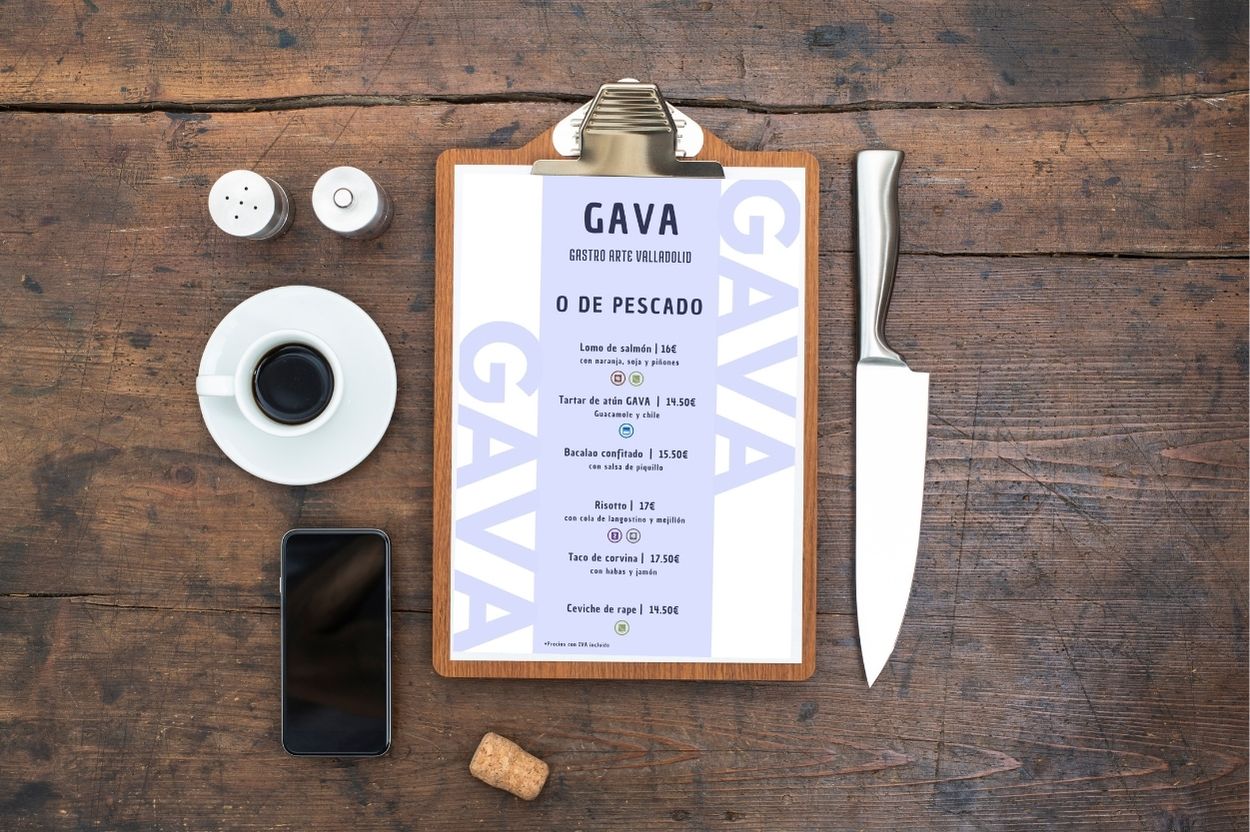 GAVA
GASTRO ARTE VALLADOLID
O DE PESCADO
Lomo de salmón | 16€
con naranja, soja y piñones
Tartar de atún GAVA | 14.50€
Guacamole y chile
Bacalao confitado | 15.50€
con salsa de piquillo
Risotto | 17€
con cola de langostino y mejillón
Taco de corvina | 17.50€
con habas y jamón
Ceviche de rape | 14.50€
*Precios con IVA incluido
GAVA
GAVA